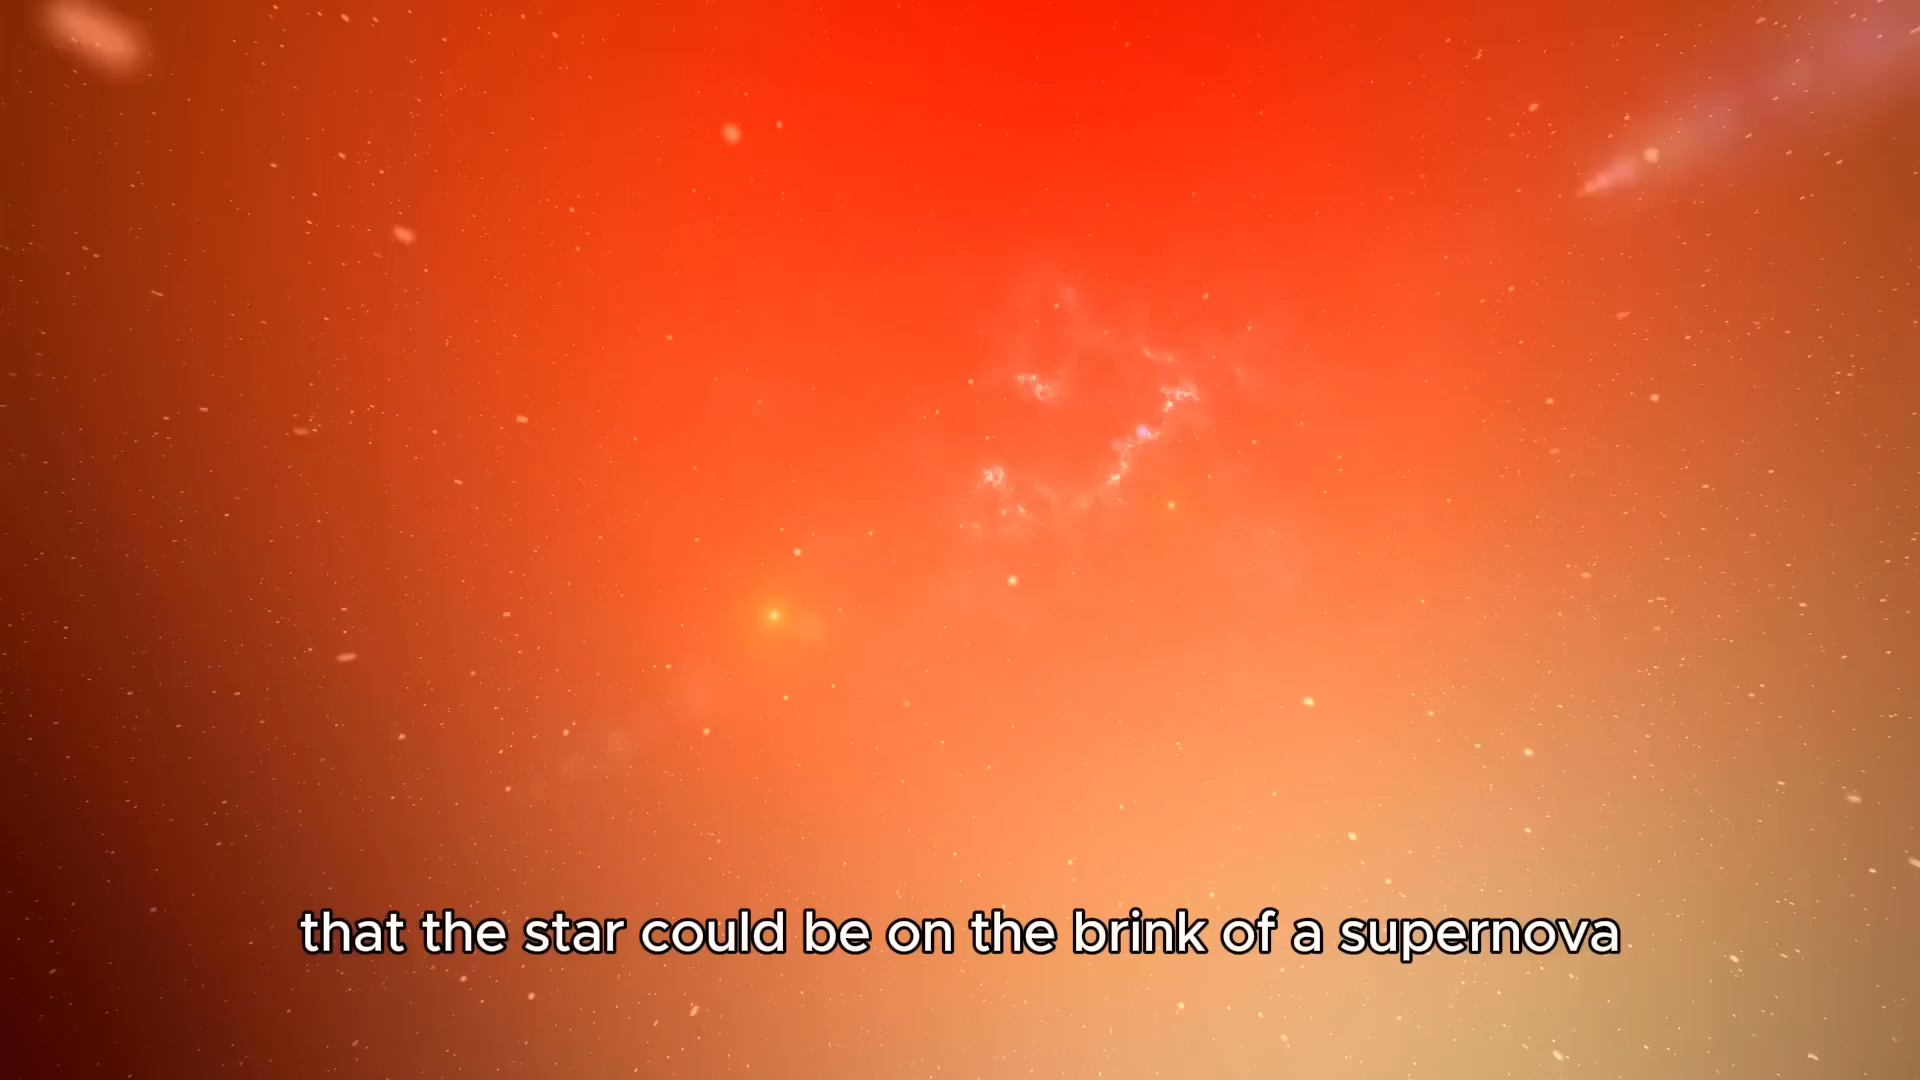 that the star could be on the brink of a supernova